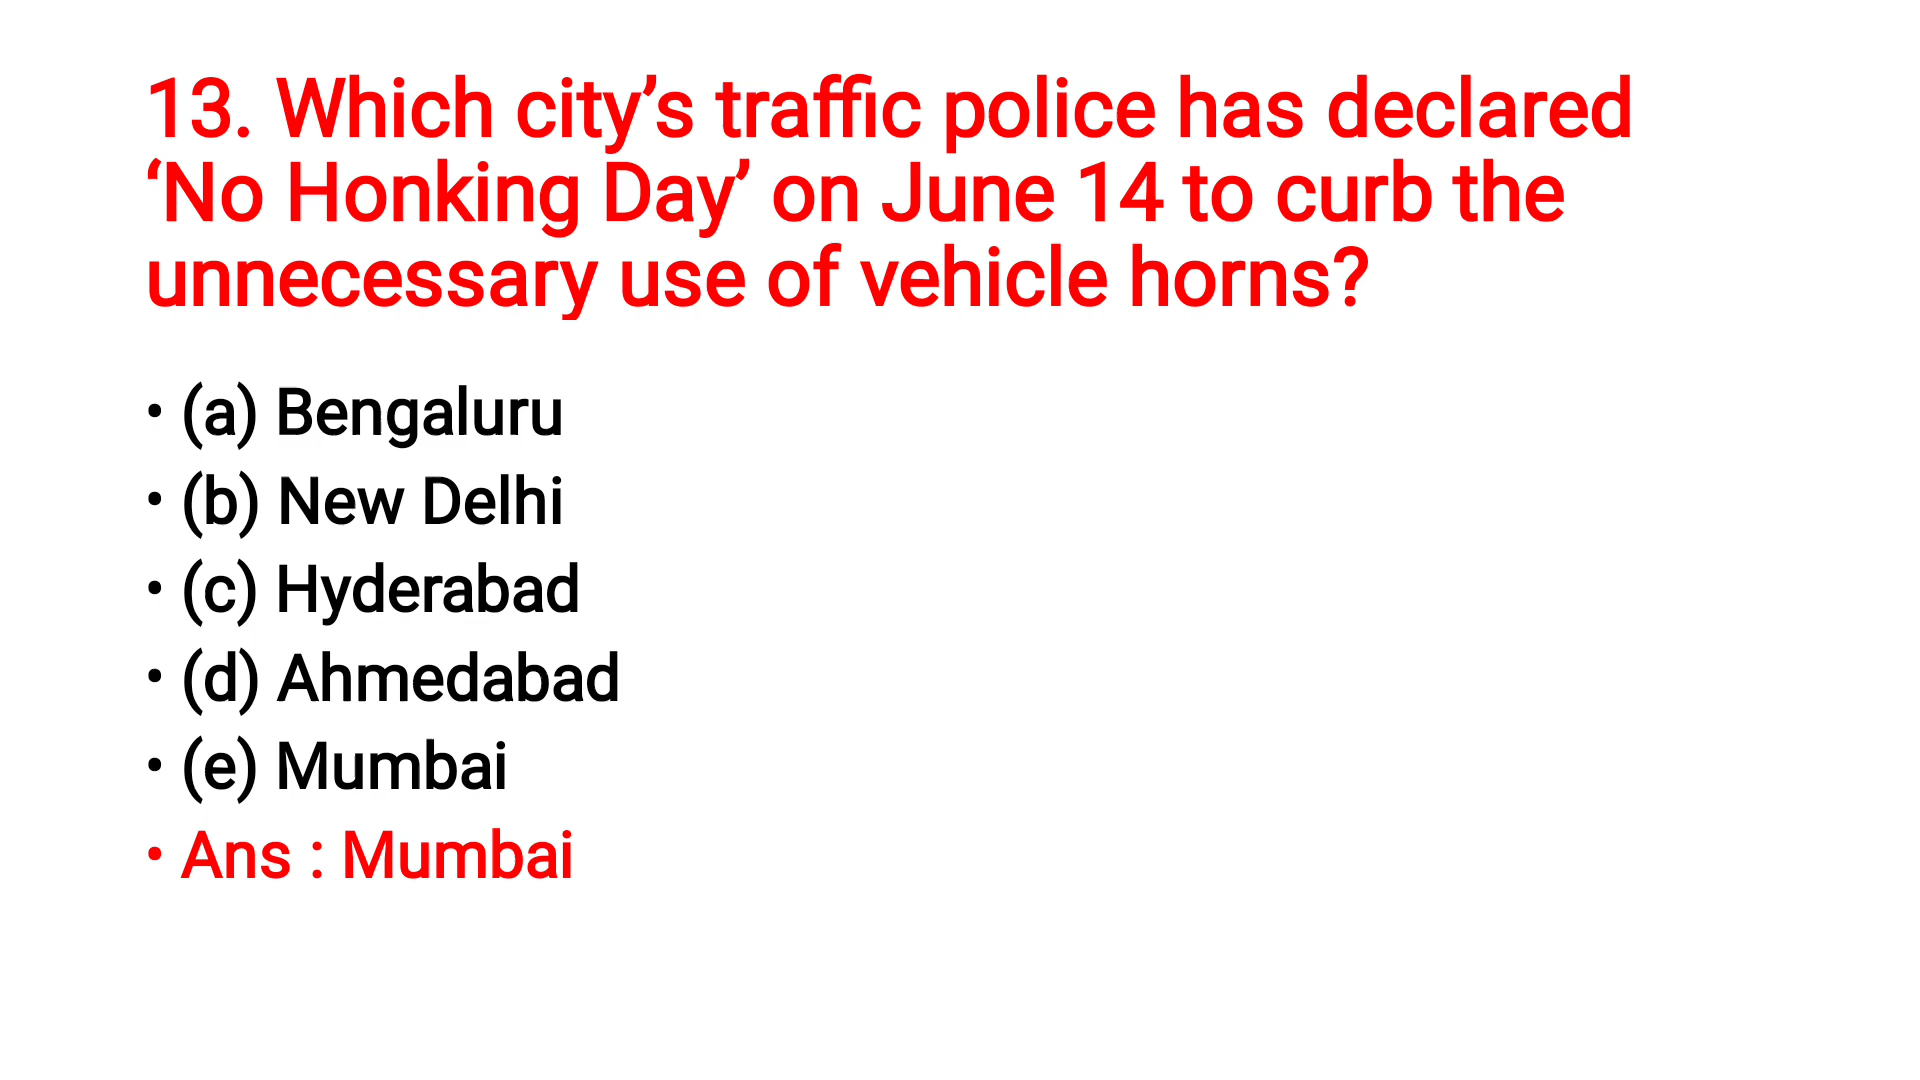 13. Which city’s traffic police has declared
‘No Honking Day’ on June 14 to curb the
unnecessary use of vehicle horns?
• (a) Bengaluru
• (b) New Delhi
• (c) Hyderabad
• (d) Ahmedabad
• (e) Mumbai
• Ans : Mumbai